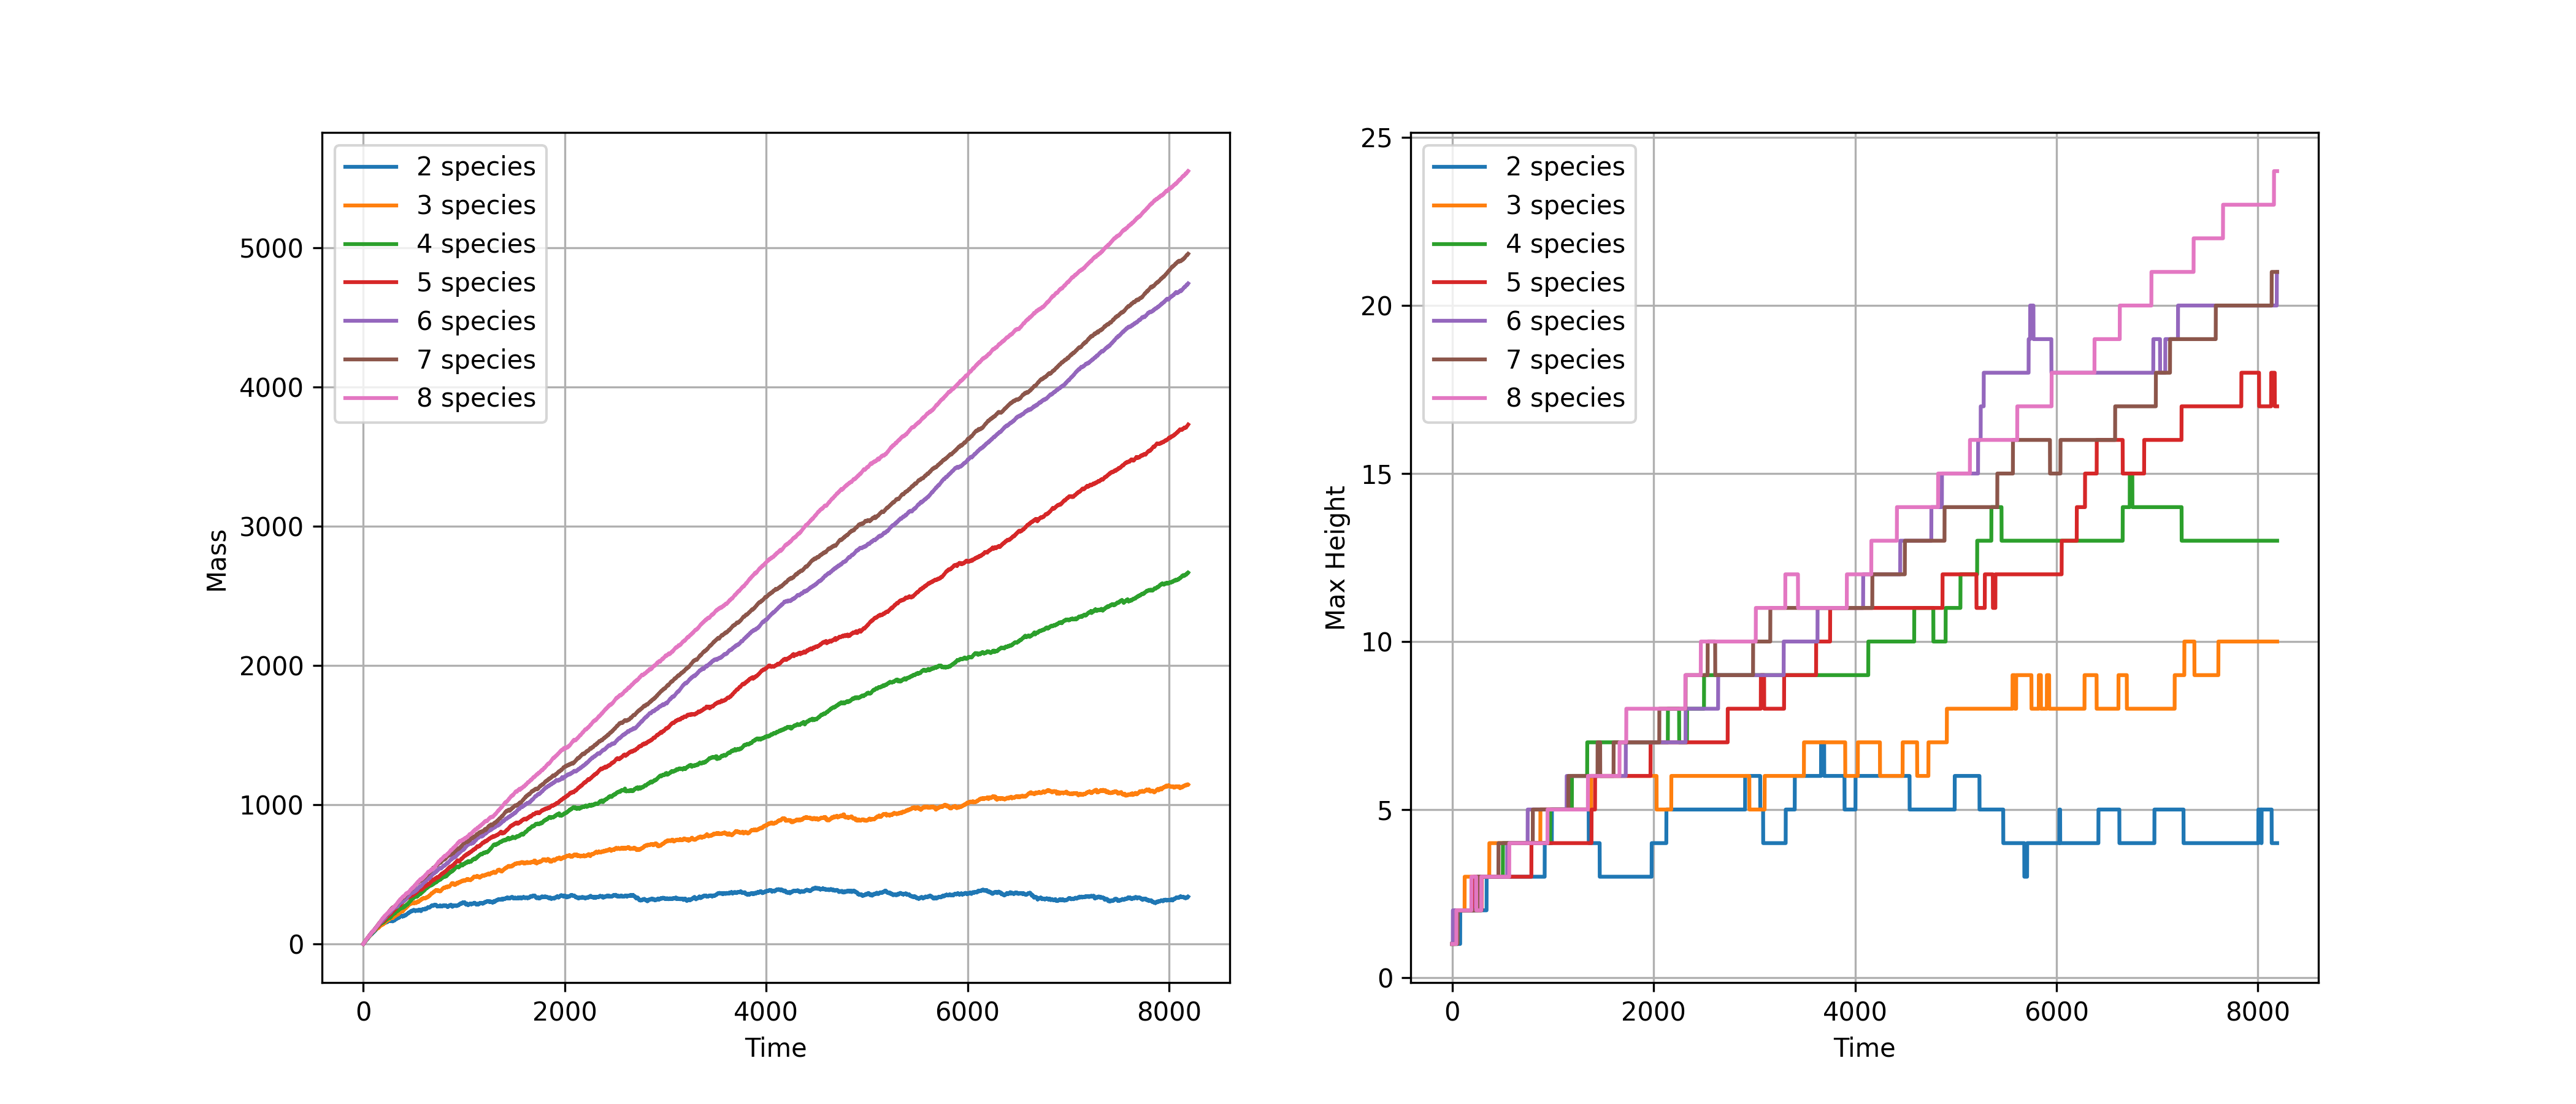 2 species
3 species
4 species
5 species
6 species
7 species
8 species
5000
4000
3000
2000
1000
0
Mass
0 2000 4000 6000 8000
Time
2 species
3 species
4 species
5 species
6 species
7 species
8 species
25
20
15
10
5
0
Max Height
0 2000 4000 6000 8000
Time